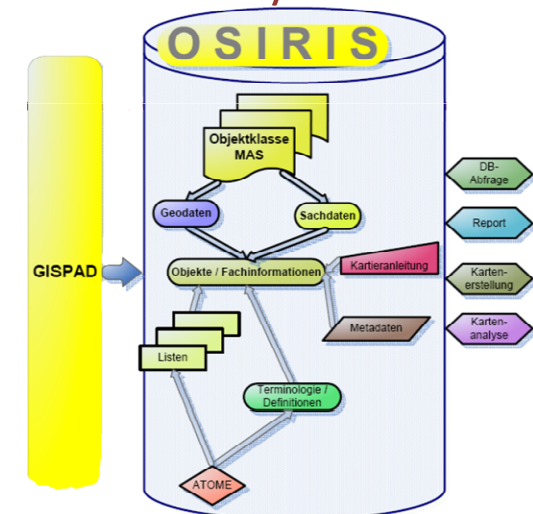 OSIRIS
Objektklasse
MAS
DB-
Abfrage
Geodaten
Sachdaten
Report
GISPAD
Objekte / Fachinformationen
Kartieranleitung
Karten-
erstellung
Metadaten
Karten-
analyse
Listen
Terminologie /
Definitionen
ATOME